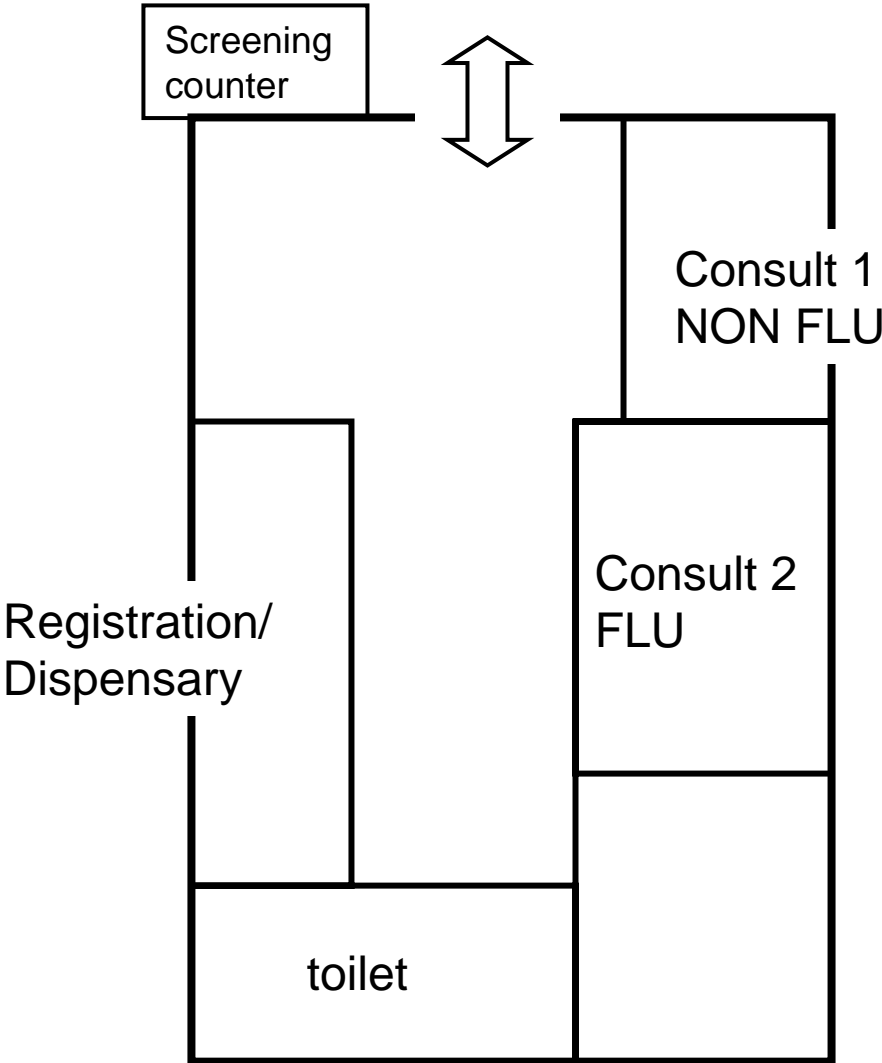 Screening
counter
Consult 1
NON FLU
Consult 2
FLU
Registration/
Dispensary
toilet